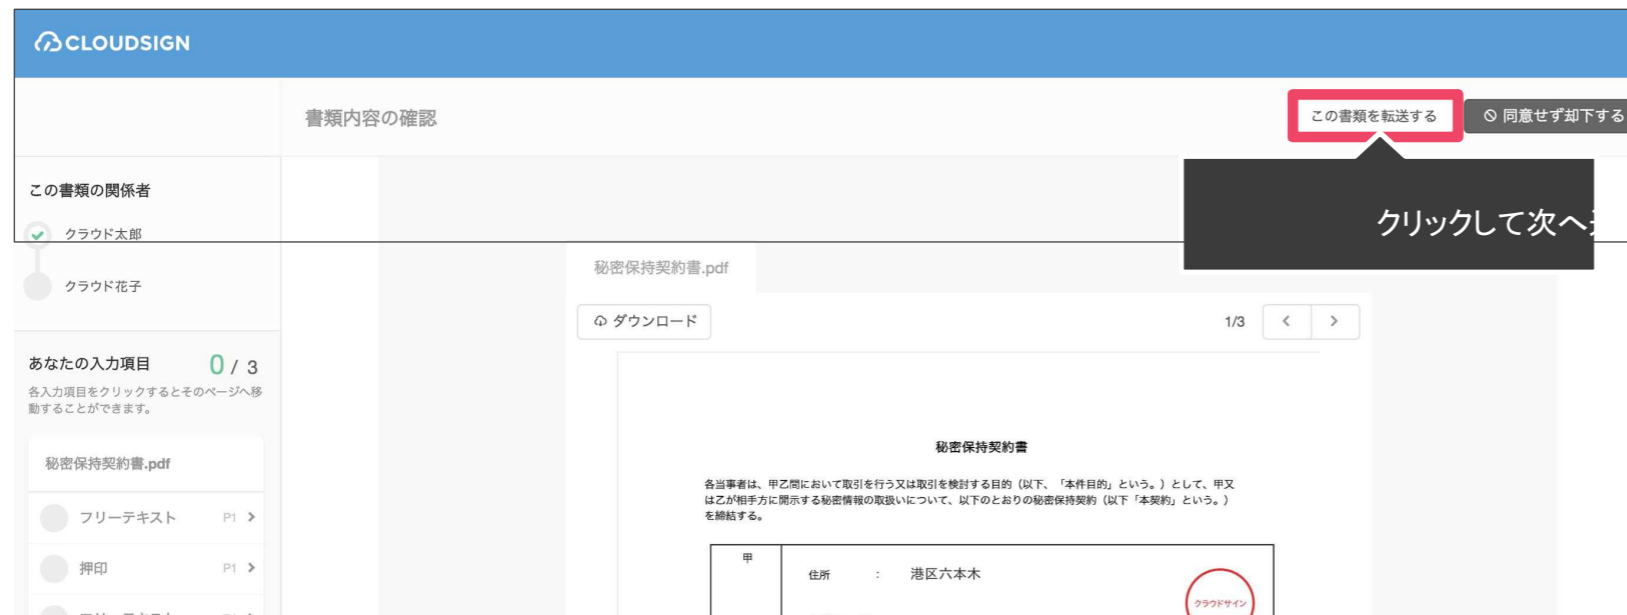 CLOUDSIGN
書類内容の確認
この書類を転送する
同意せず却下する
クリックして次へ
この書類の関係者
クラウド太郎
クラウド花子
秘密保持契約書.pdf
ダウンロード
1/3
あなたの入力項目 0 / 3
各入力項目をクリックするとそのページへ移
動することができます。
秘密保持契約書.pdf
フリーテキスト P1
押印 P1
秘密保持契約書
各当事者は、甲乙間において取引を行う又は取引を検討する目的（以下、「本件目的」という。）として、甲又
は乙が相手方に開示する秘密情報の取扱いについて、以下のとおりの秘密保持契約（以下「本契約」という。）
を締結する。
甲
住所 : 港区六本木
クラウドサイン